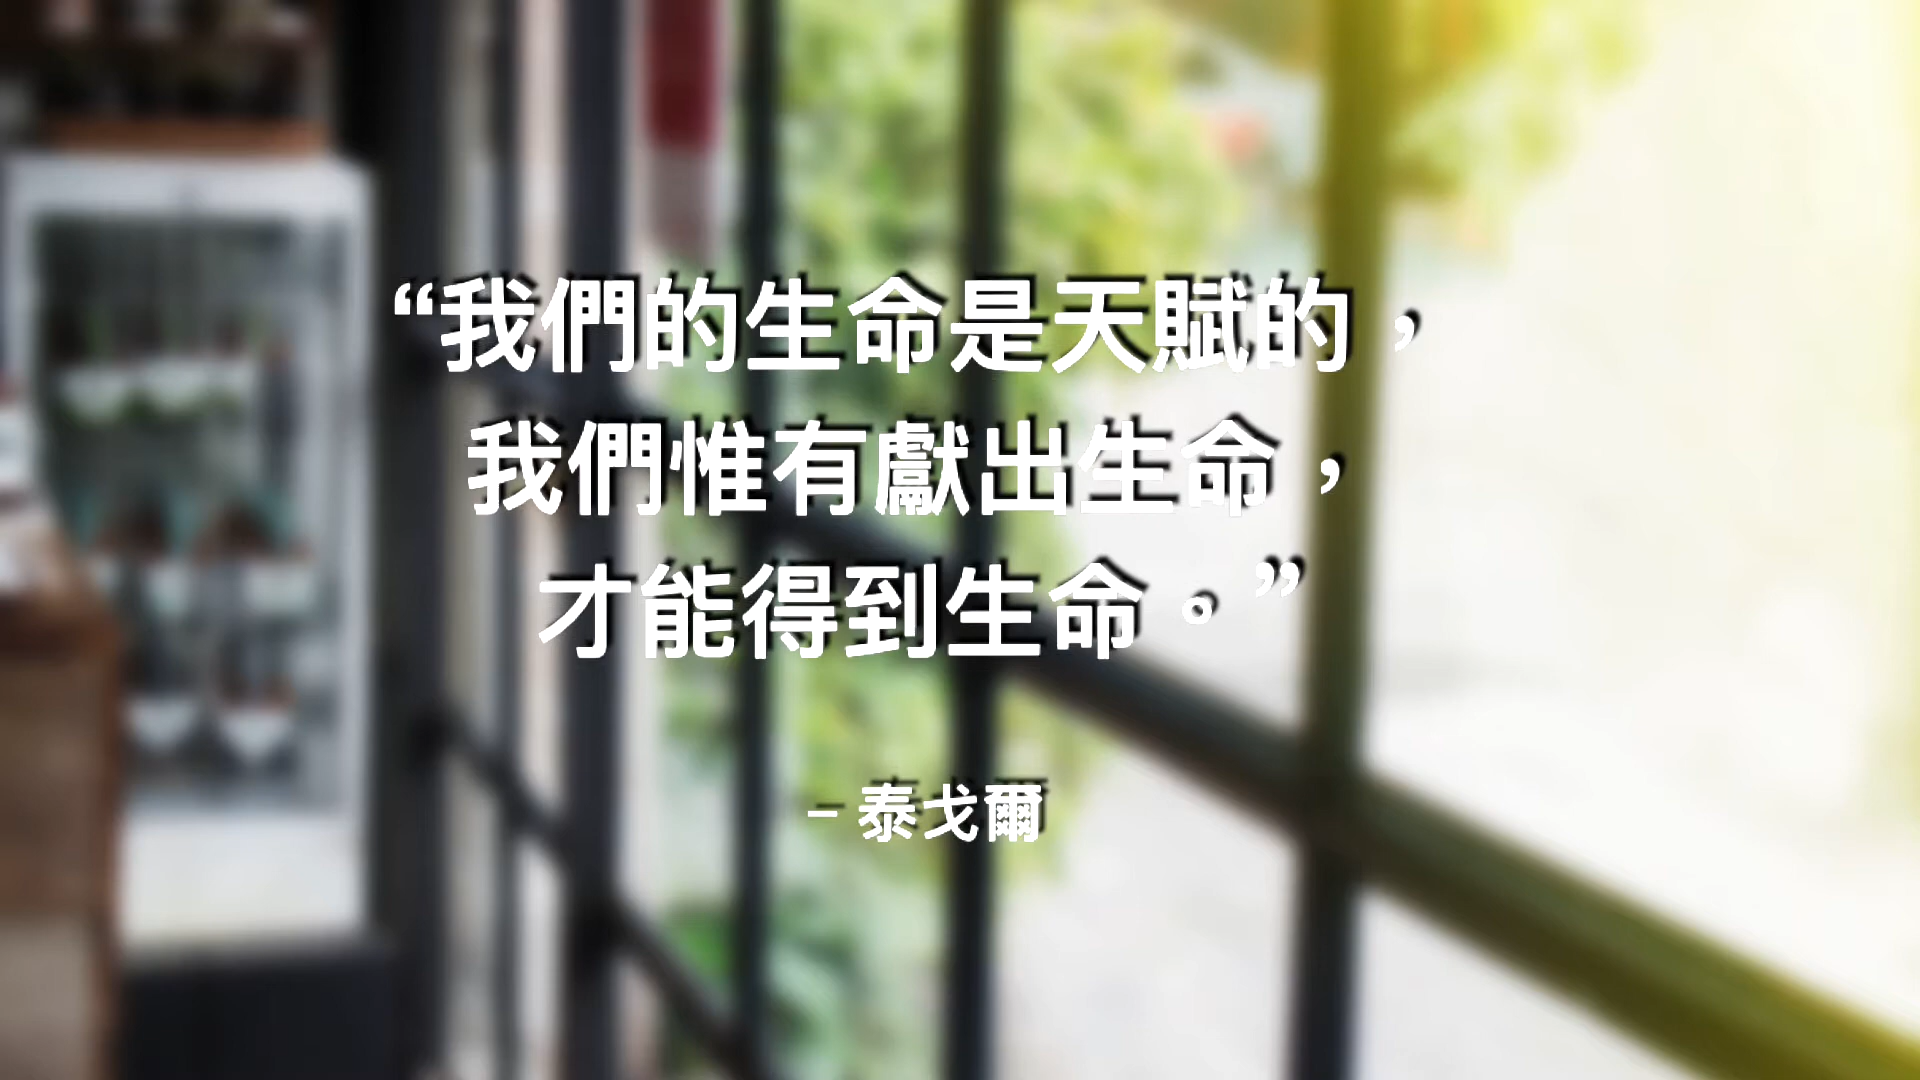 “我們的生命是天賦的，
我們惟有獻出生命，
才能得到生命。”
– 泰戈爾